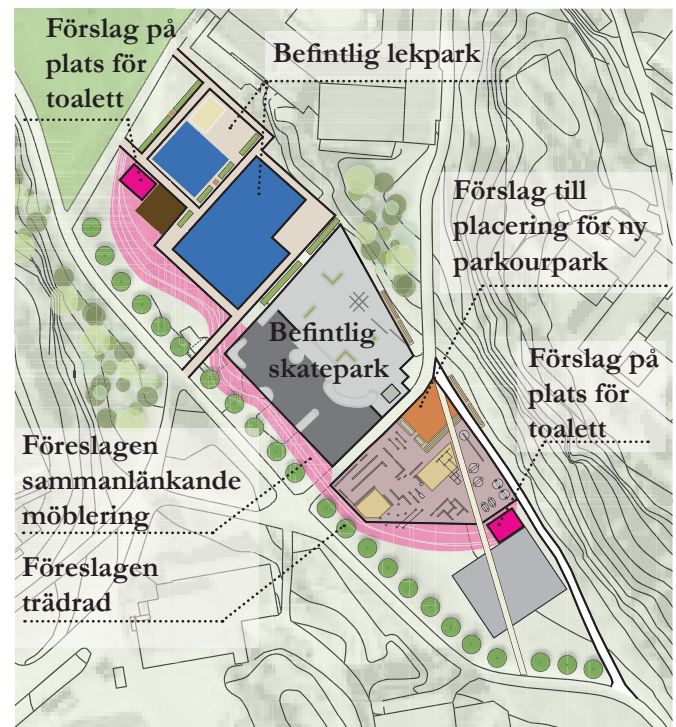 Förslag på
plats för
toalett
Befintlig lekpark
Förslag till
placering för ny
parkourpark
Befintlig
skatepark
Förslag på
plats för
toalett
Föreslagen
sammanlänkande
möblering
Föreslagen
trädrad